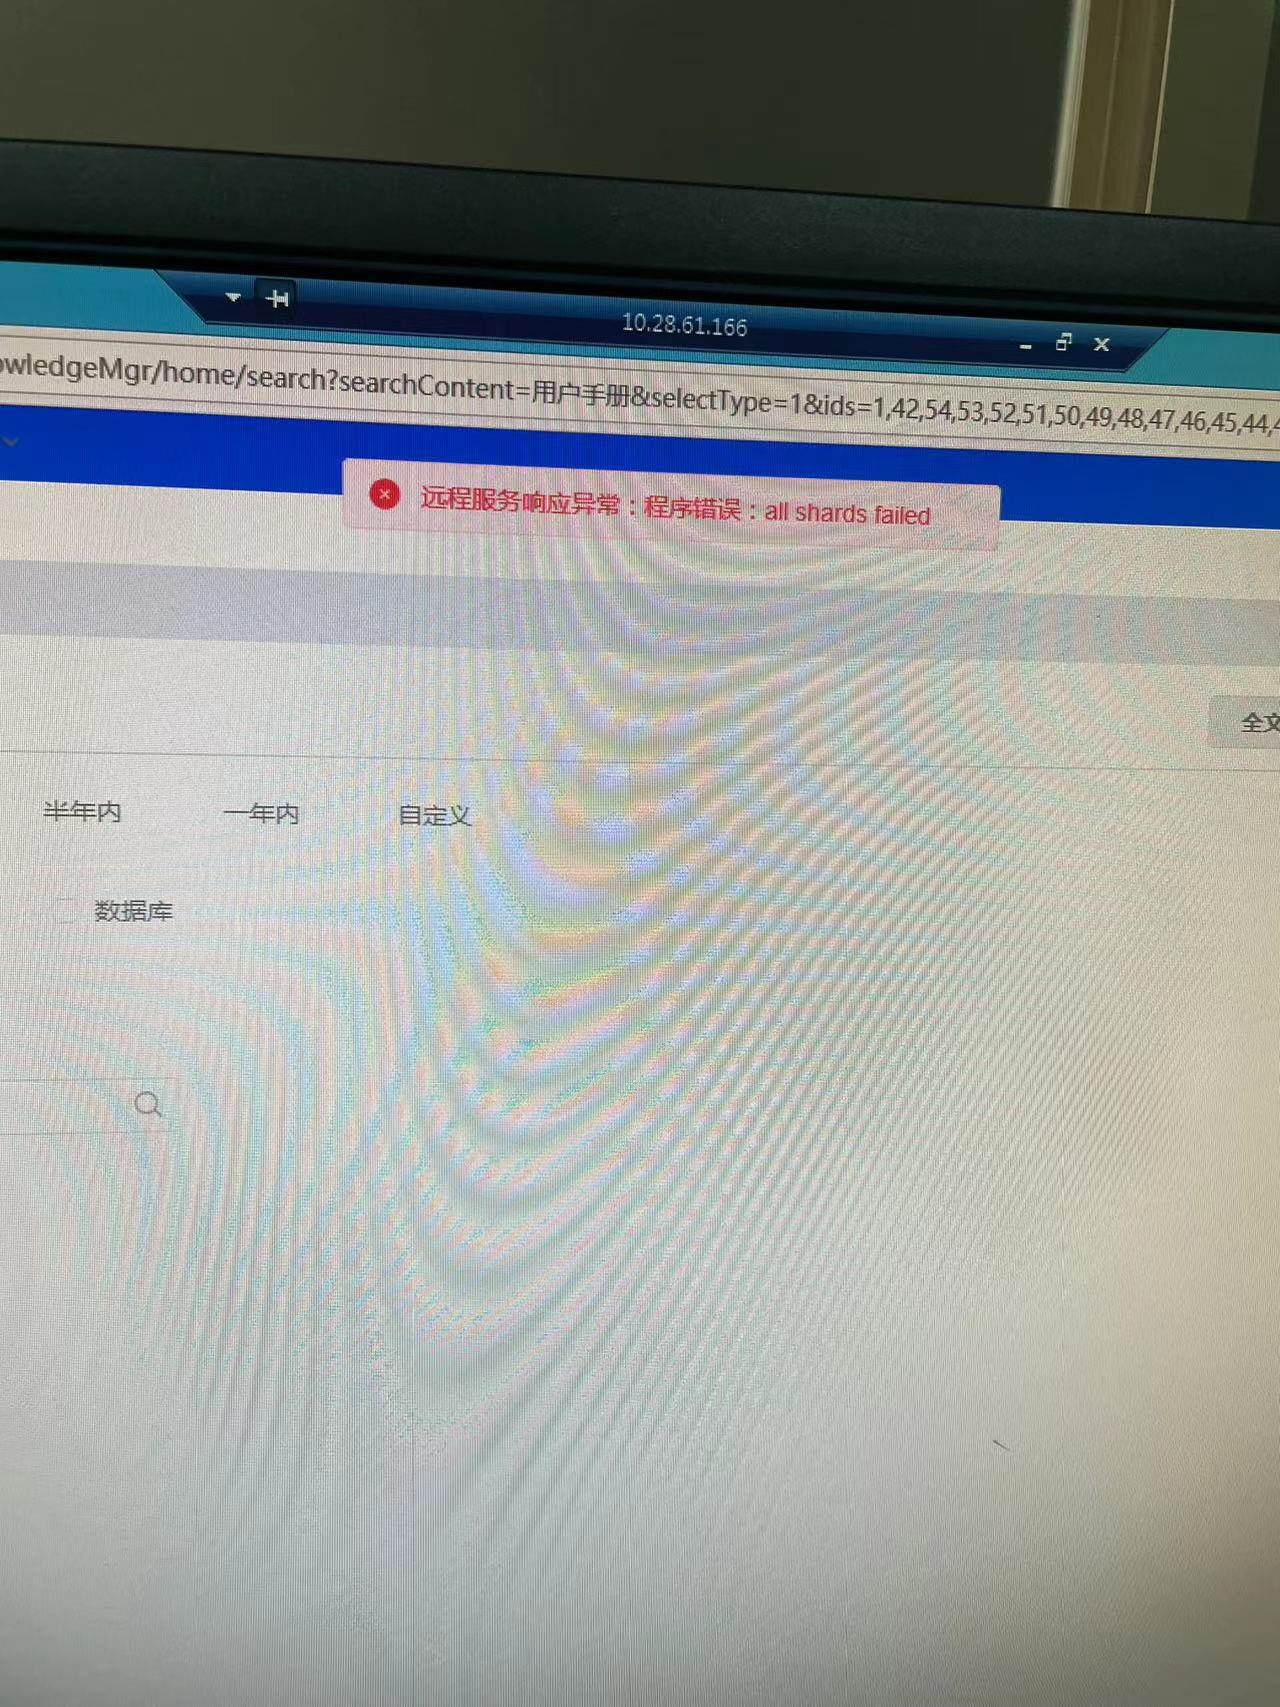 10.28.61.166
owledgeMgr/home/search?searchContent=用户手册&selectType=1&ids=1,42,54,53,52,51,50,49,48,47,46,45,44,
远程服务响应异常：程序错误：all shards failed
全文
半年内 一年内 自定义
数据库